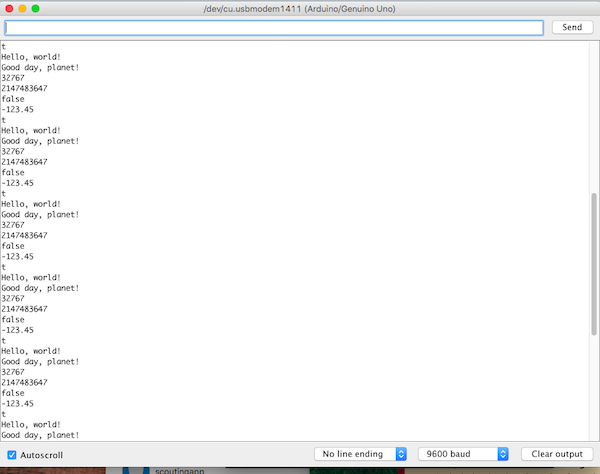 /dev/cu.usbmodem1411 (Arduino/Genuino Uno)
Send
t
Hello, world!
Good day, planet!
32767
2147483647
false
-123.45
t
Hello, world!
Good day, planet!
32767
2147483647
false
-123.45
t
Hello, world!
Good day, planet!
32767
2147483647
false
-123.45
t
Hello, world!
Good day, planet!
32767
2147483647
false
-123.45
t
Hello, world!
Good day, planet!
32767
2147483647
false
-123.45
t
Hello, world!
Good day, planet!
Autoscroll No line ending 9600 baud Clear output
scoutingapp